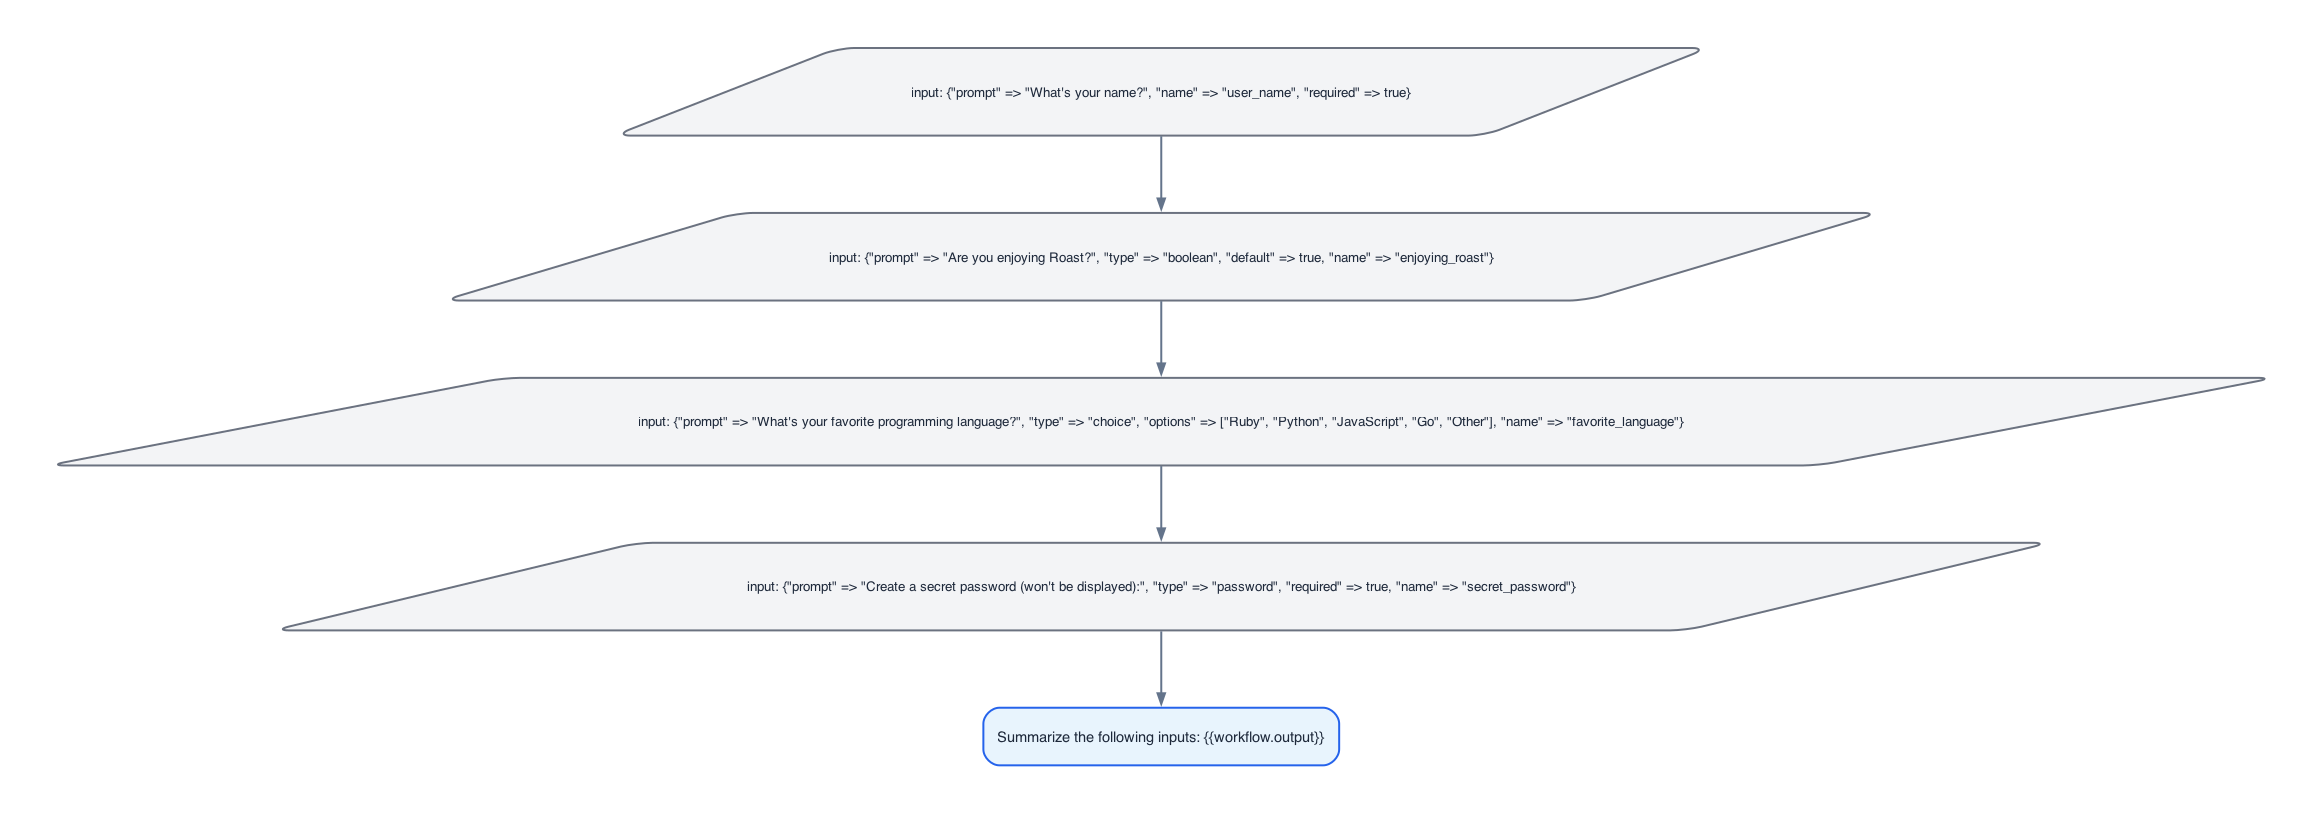 input: {"prompt" => "What's your name?", "name" => "user_name", "required" => true}
input: {"prompt" => "Are you enjoying Roast?", "type" => "boolean", "default" => true, "name" => "enjoying_roast"}
input: {"prompt" => "What's your favorite programming language?", "type" => "choice", "options" => ["Ruby", "Python", "JavaScript", "Go", "Other"], "name" => "favorite_language"}
input: {"prompt" => "Create a secret password (won't be displayed):", "type" => "password", "required" => true, "name" => "secret_password"}
Summarize the following inputs: {{workflow.output}}